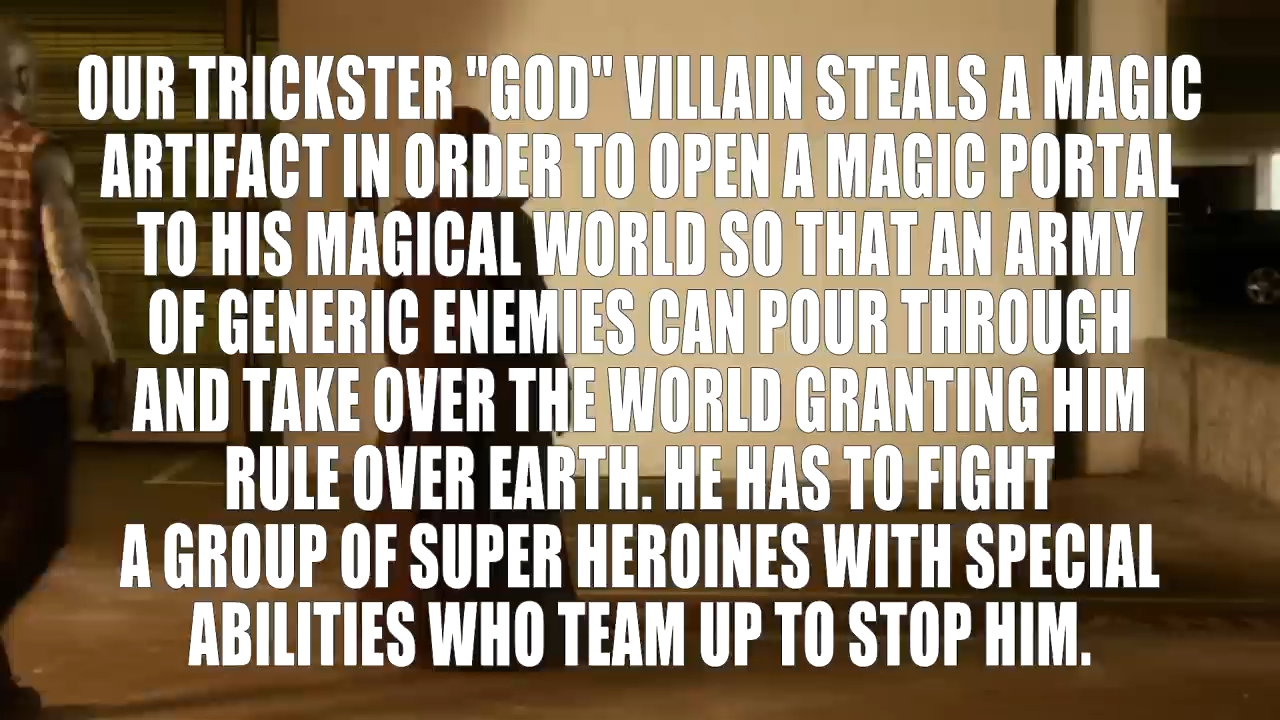 OUR TRICKSTER "GOD" VILLAIN STEALS A MAGIC
ARTIFACT IN ORDER TO OPEN A MAGIC PORTAL
TO HIS MAGICAL WORLD SO THAT AN ARMY
OF GENERIC ENEMIES CAN POUR THROUGH
AND TAKE OVER THE WORLD GRANTING HIM
RULE OVER EARTH. HE HAS TO FIGHT
A GROUP OF SUPER HEROINES WITH SPECIAL
ABILITIES WHO TEAM UP TO STOP HIM.